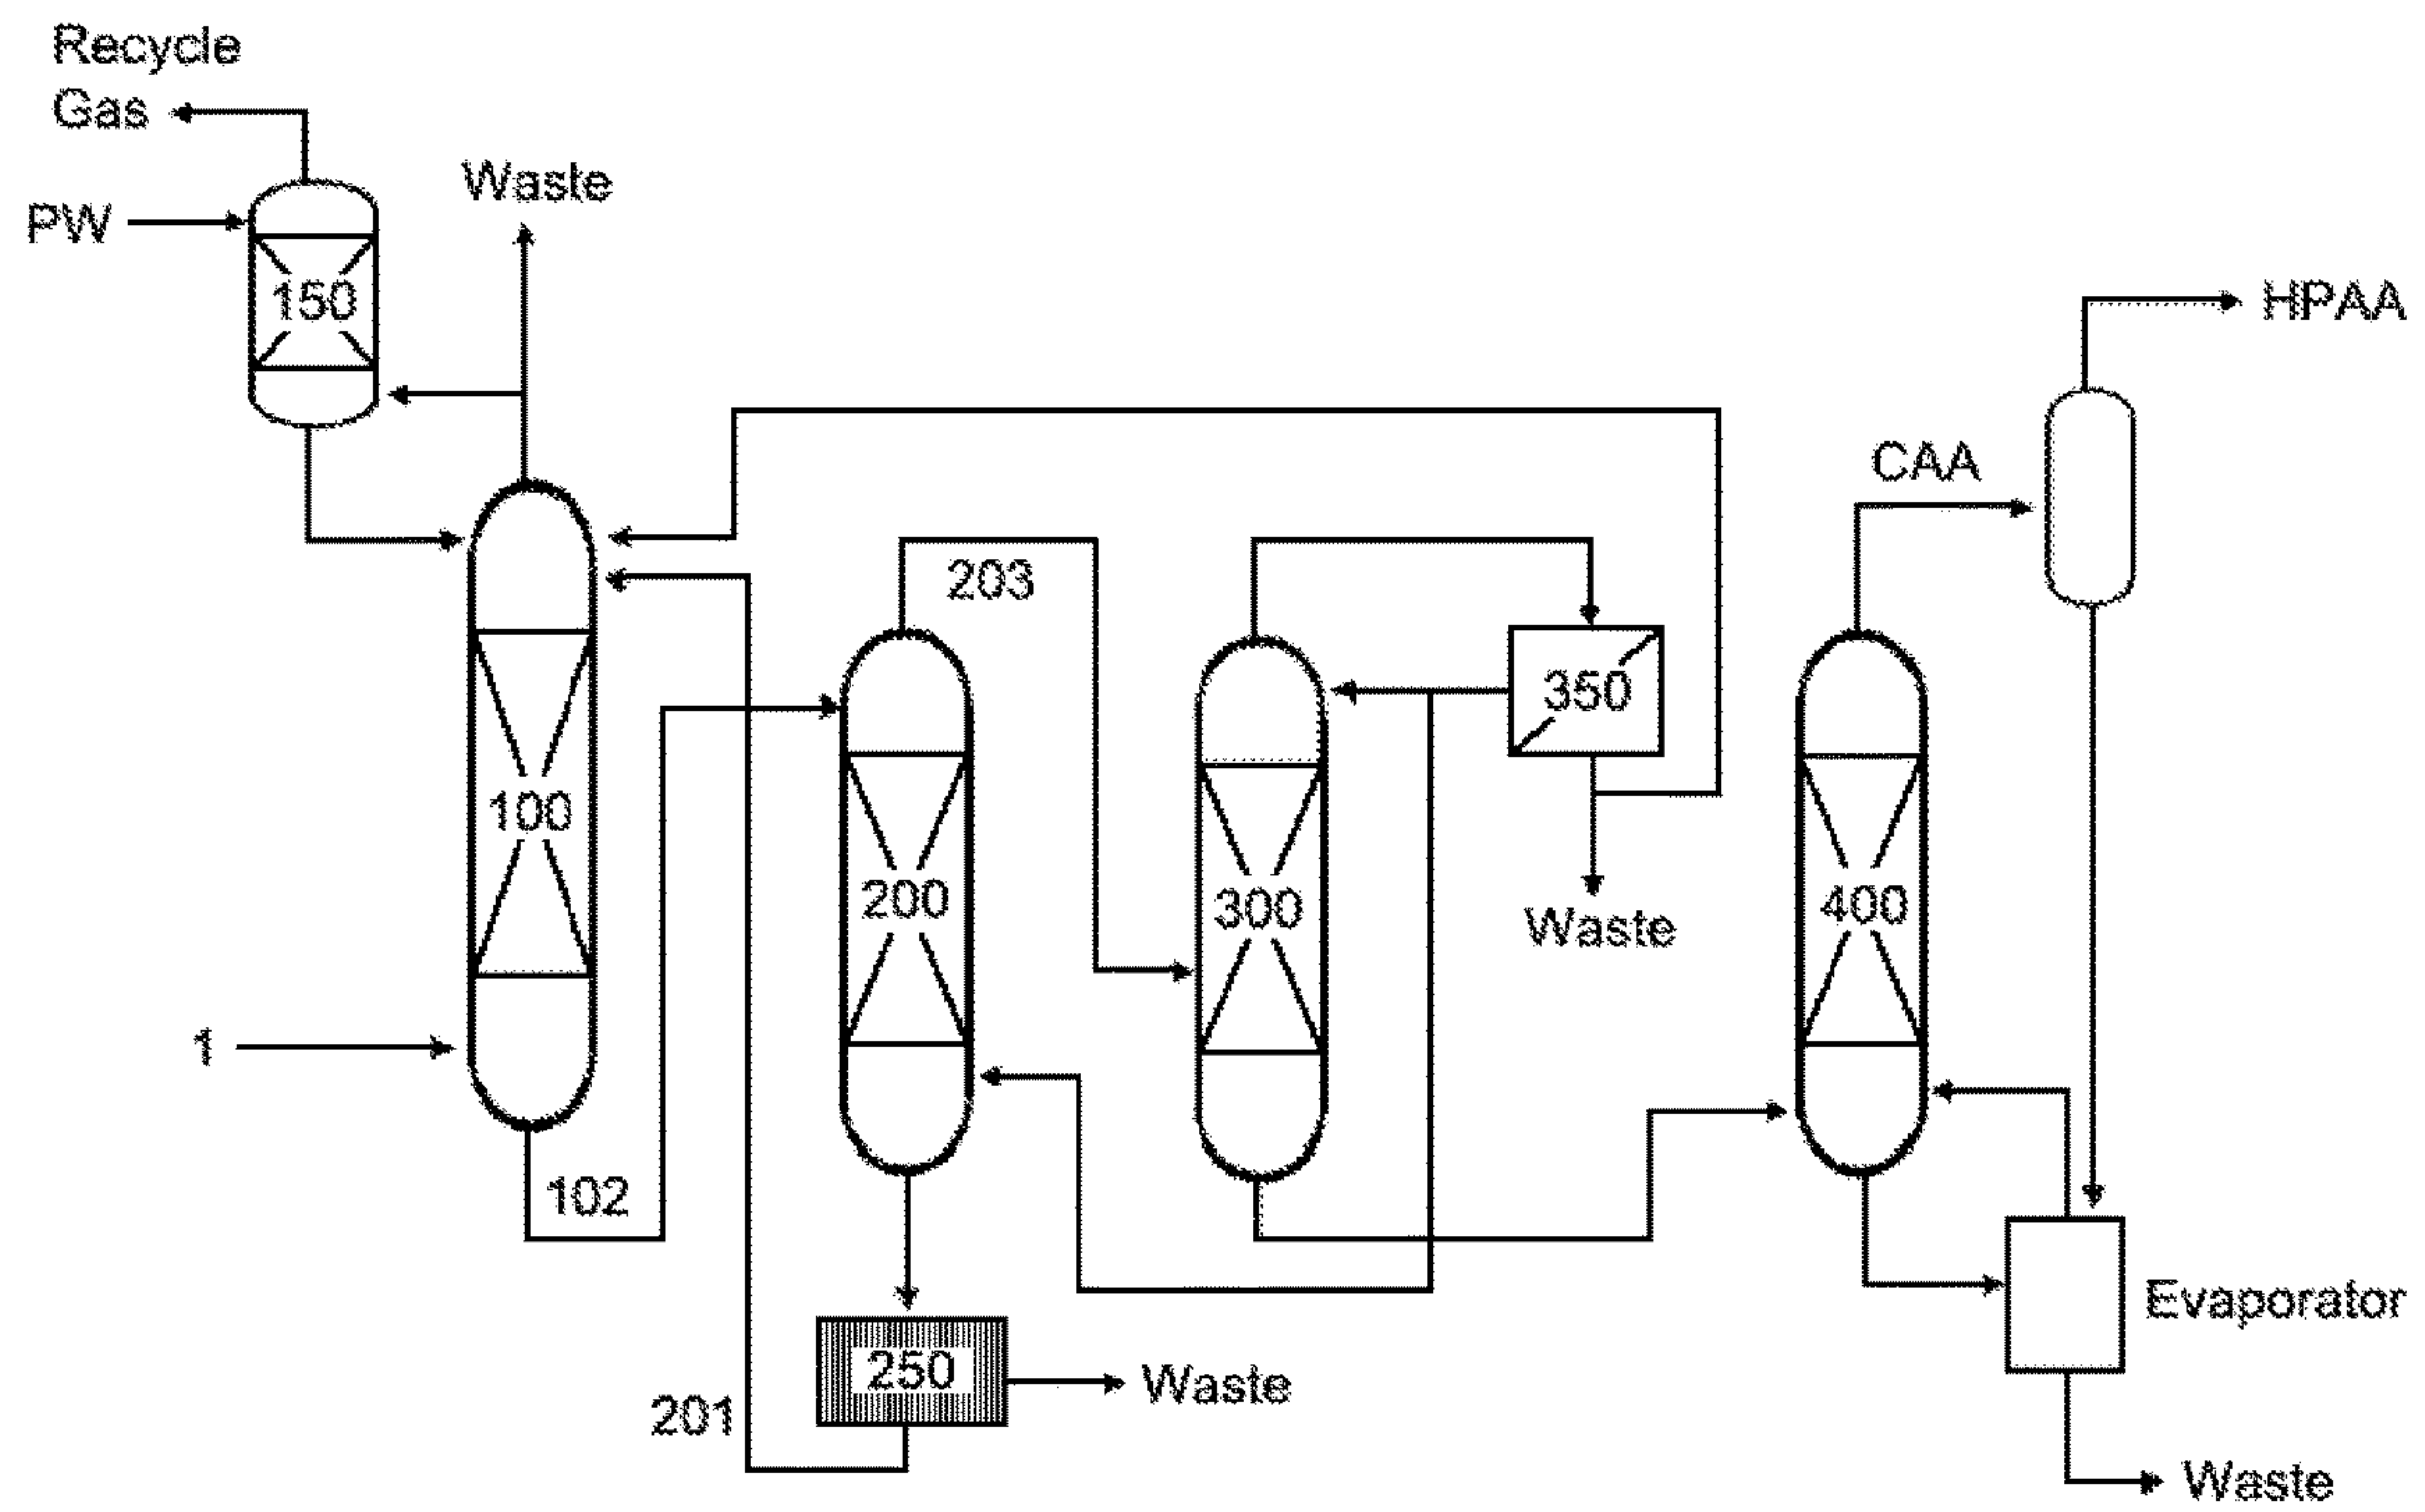 Recycle
Gas
PW
Waste
150
HPAA
CAA
203
350
100
200
300
400
Waste
1
102
250
Waste
201
Evaporator
Waste